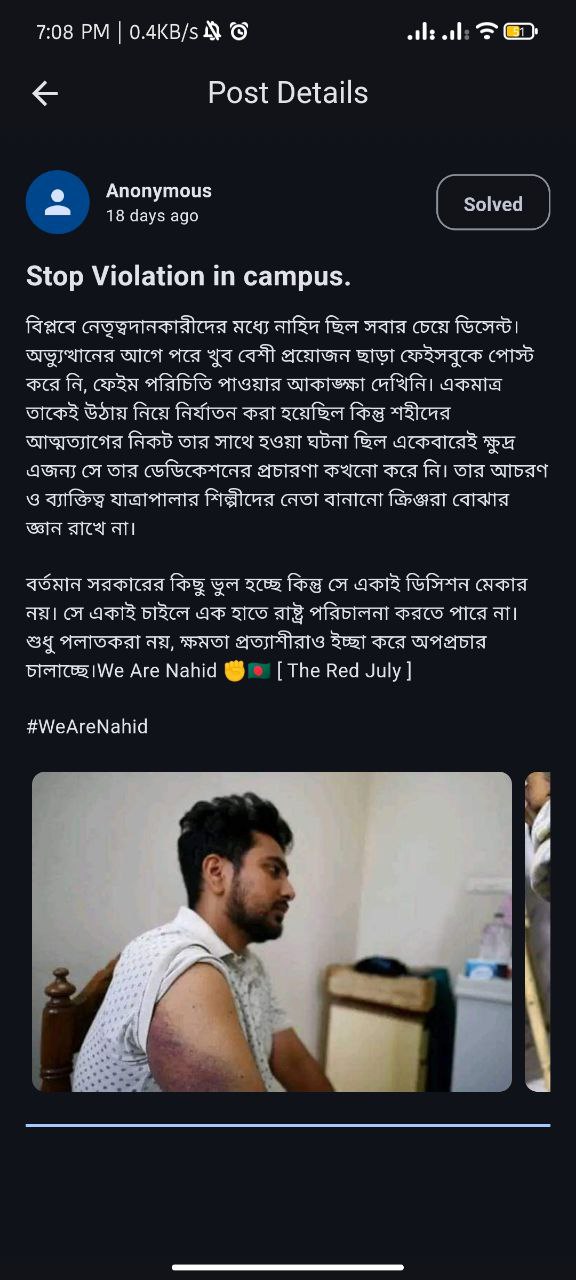 7:08 PM | 0.4KB/s
51
Post Details
Anonymous
18 days ago
Solved
Stop Violation in campus.
বিপ্লবে নেতৃত্বদানকারীদের মধ্যে নাহিদ ছিল সবার চেয়ে ডিসেন্ট।
অভ্যুত্থানের আগে পরে খুব বেশী প্রয়োজন ছাড়া ফেইসবুকে পোস্ট
করে নি, ফেইম পরিচিতি পাওয়ার আকাঙ্ক্ষা দেখিনি। একমাত্র
তাকেই উঠায় নিয়ে নির্যাতন করা হয়েছিল কিন্তু শহীদের
আত্মত্যাগের নিকট তার সাথে হওয়া ঘটনা ছিল একেবারেই ক্ষুদ্র
এজন্য সে তার ডেডিকেশনের প্রচারণা কখনো করে নি। তার আচরণ
ও ব্যাক্তিত্ব যাত্রাপালার শিল্পীদের নেতা বানানো ক্রিঞ্জরা বোঝার
জ্ঞান রাখে না।
বর্তমান সরকারের কিছু ভুল হচ্ছে কিন্তু সে একাই ডিসিশন মেকার
নয়। সে একাই চাইলে এক হাতে রাষ্ট্র পরিচালনা করতে পারে না।
শুধু পলাতকরা নয়, ক্ষমতা প্রত্যাশীরাও ইচ্ছা করে অপপ্রচার
চালাচ্ছে।We Are Nahid ✊🇧🇩 [ The Red July ]
#WeAreNahid